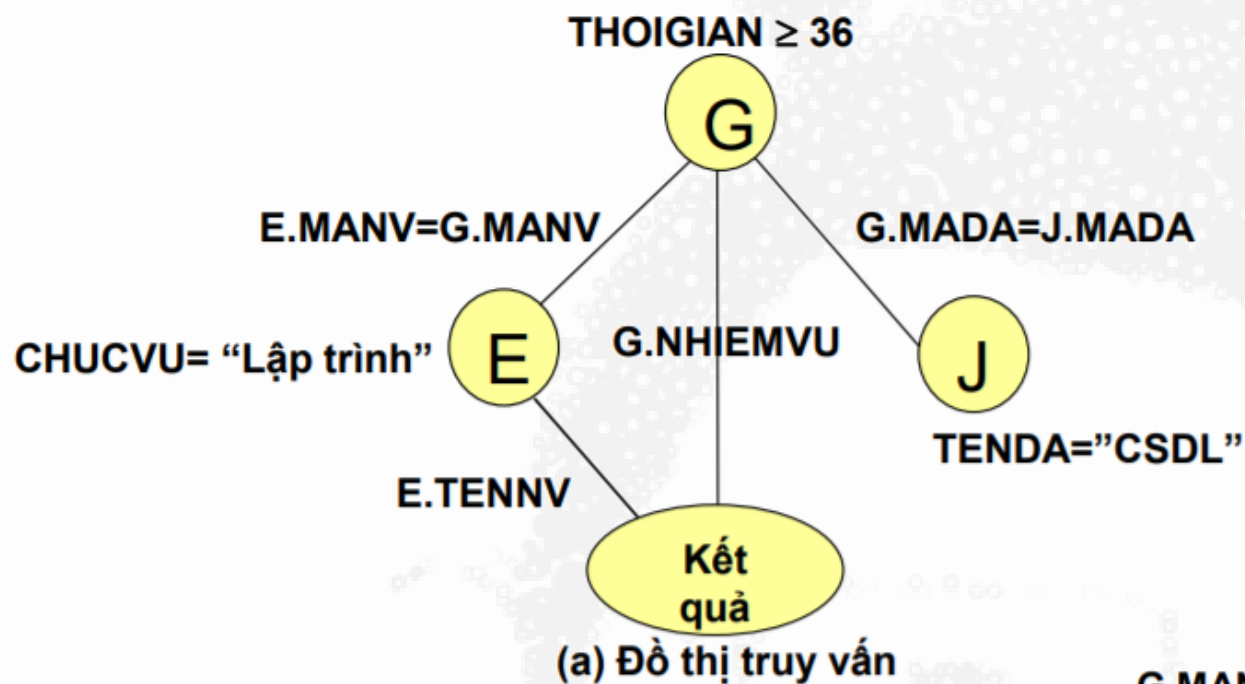 THOIGIAN ≥ 36
G
E.MANV=G.MANV
G.MADA=J.MADA
G.NHIEMVU
CHUCVU= “Lập trình”
E
J
TENDA=”CSDL”
E.TENNV
Kết
quả
(a) Đồ thị truy vấn